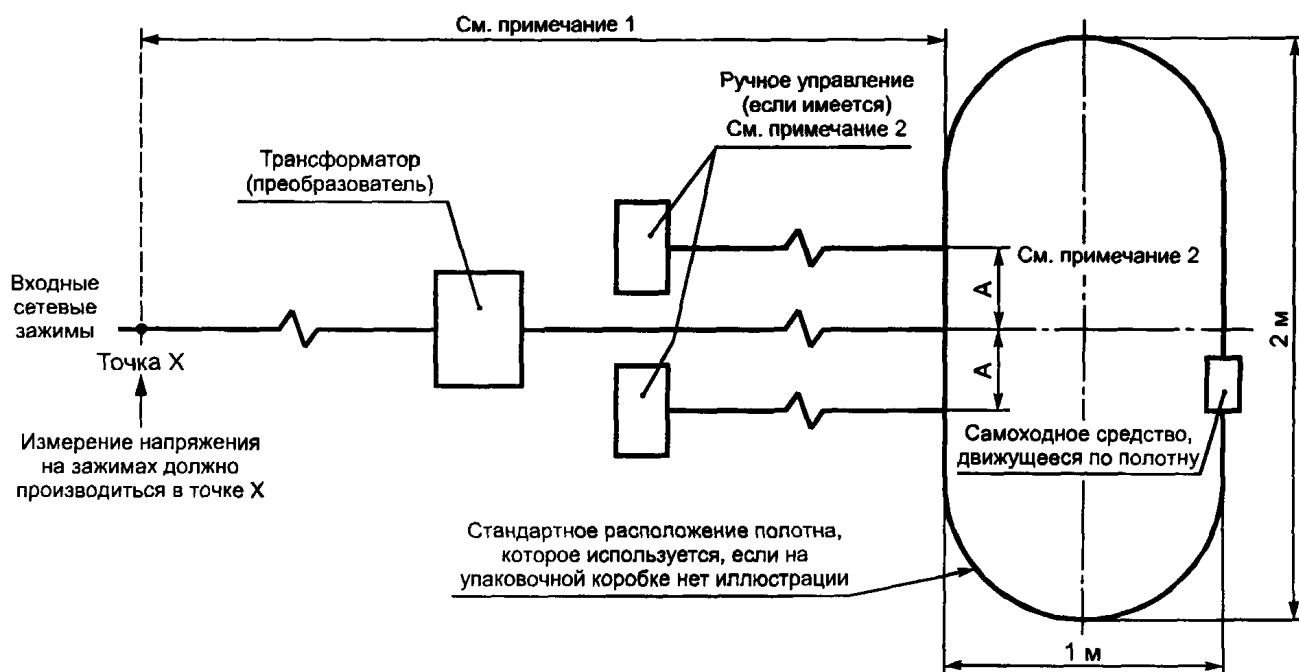 См. примечание 1
Ручное управление
(если имеется)
См. примечание 2
Трансформатор
(преобразователь)
См. примечание 2
Входные
сетевые
зажимы
Точка X
A
A
2 м
Измерение напряжения
на зажимах должно
производиться в точке X
Самоходное средство,
движущееся по полотну
Стандартное расположение полотна,
которое используется, если на
упаковочной коробке нет иллюстрации
1 м